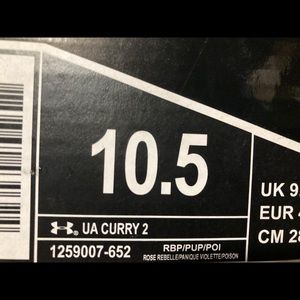 10.5
UA CURRY 2
1259007-652
RBP/PUP/POI
ROSE REBELLE/PANIQUE VIOLETTE/POISON
UK 9.
EUR
CM 28